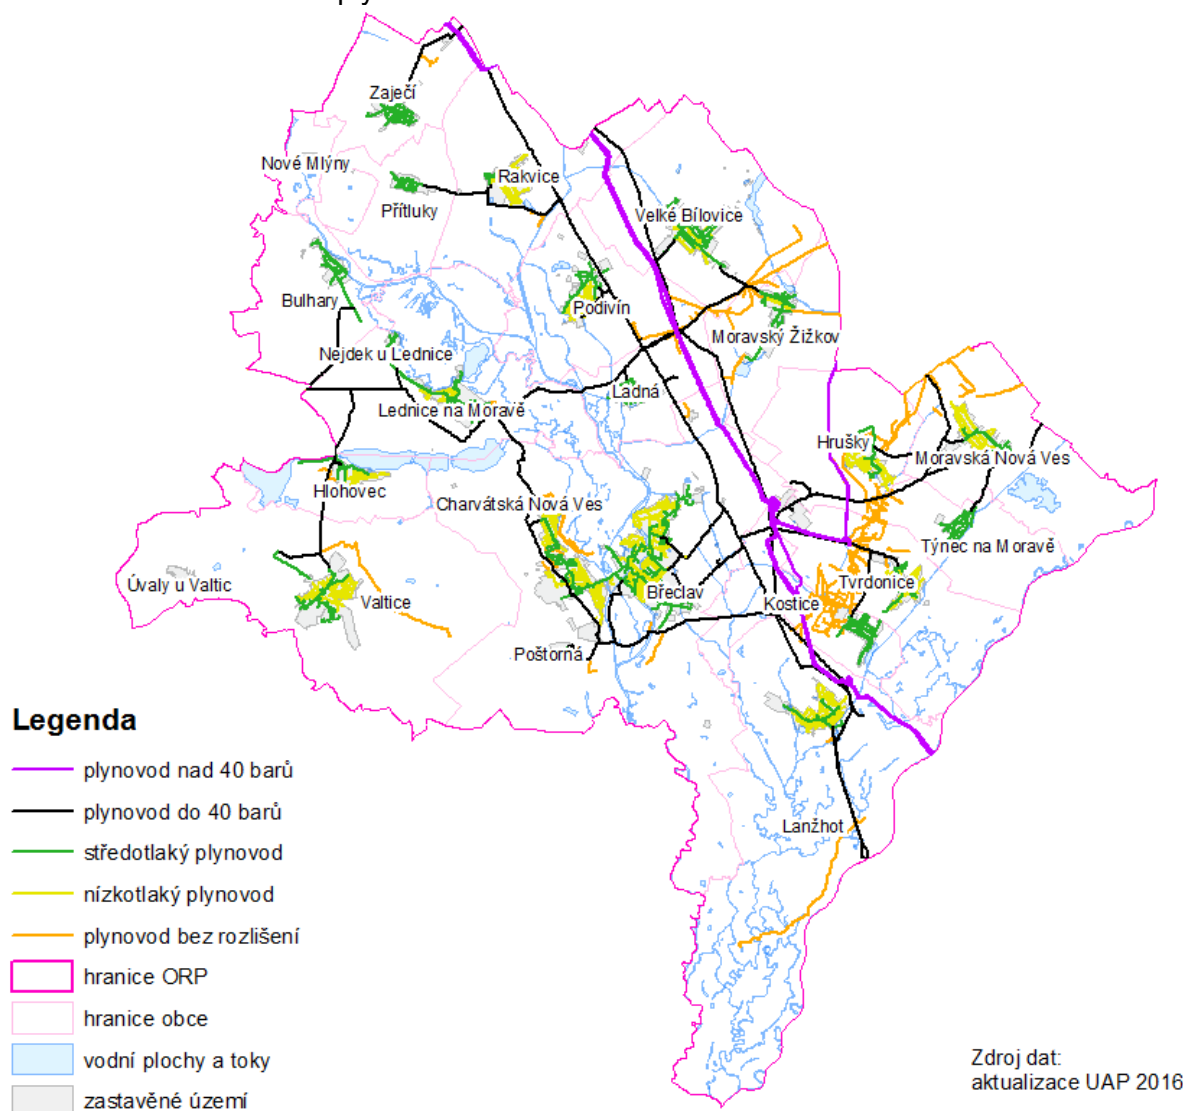 Zaječí
Nové Mlýny
Rakvice
Přítluky
Velké Bílovice
Bulhary
Podivín
Moravský Žižkov
Nejdek u Lednice
Ladná
Lednice na Moravě
Hrušky
Moravská Nová Ves
Hlohovec
Charvátská Nová Ves
Týnec na Moravě
Úvaly u Valtic
Valtice
Břeclav
Tvrdonice
Kostice
Poštorná
Lanžhot
Legenda
plynovod nad 40 barů
plynovod do 40 barů
středotlaký plynovod
nízkotlaký plynovod
plynovod bez rozlišení
hranice ORP
hranice obce
vodní plochy a toky
zastavěné území
Zdroj dat:
aktualizace UAP 2016